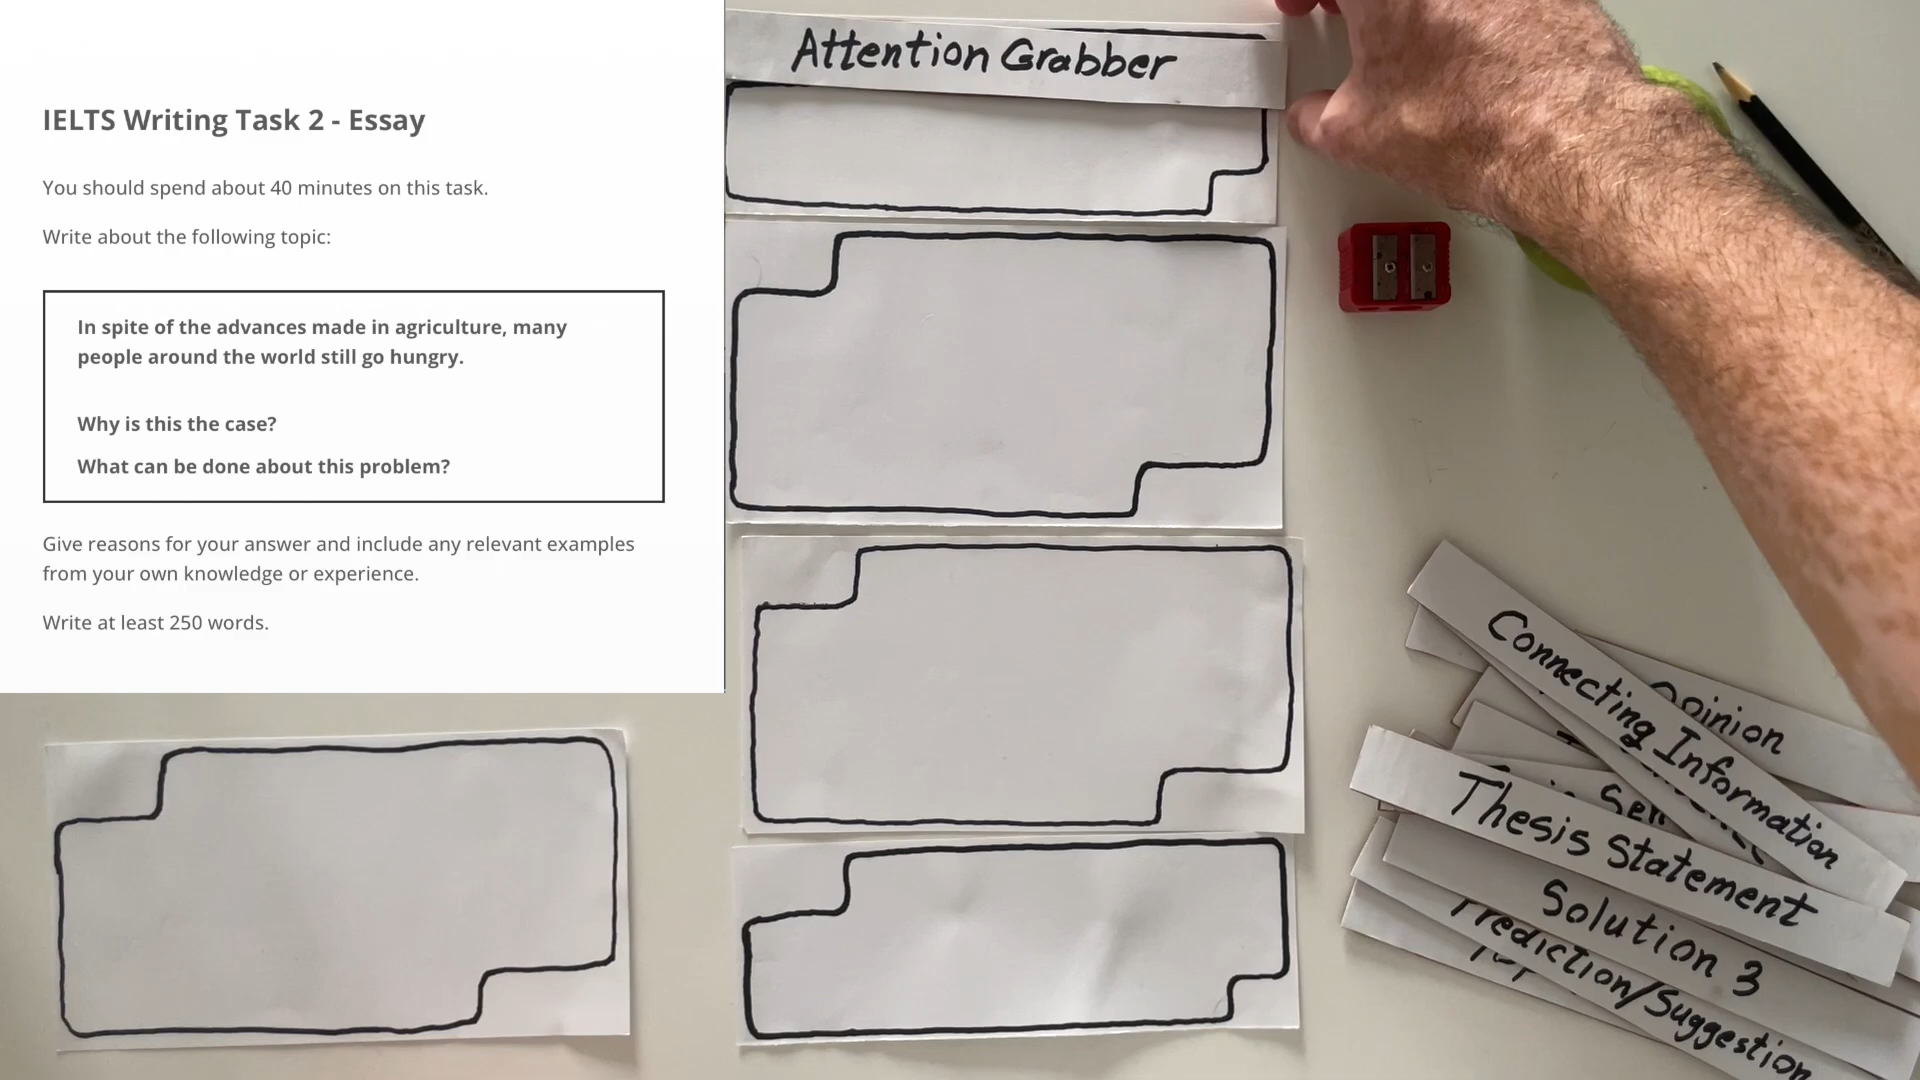 IELTS Writing Task 2 - Essay
You should spend about 40 minutes on this task.
Write about the following topic:
In spite of the advances made in agriculture, many
people around the world still go hungry.
Why is this the case?
What can be done about this problem?
Give reasons for your answer and include any relevant examples
from your own knowledge or experience.
Write at least 250 words.
Attention Grabber
Opinion
Connecting Information
Thesis Statement
Solution 3
Prediction/Suggestion